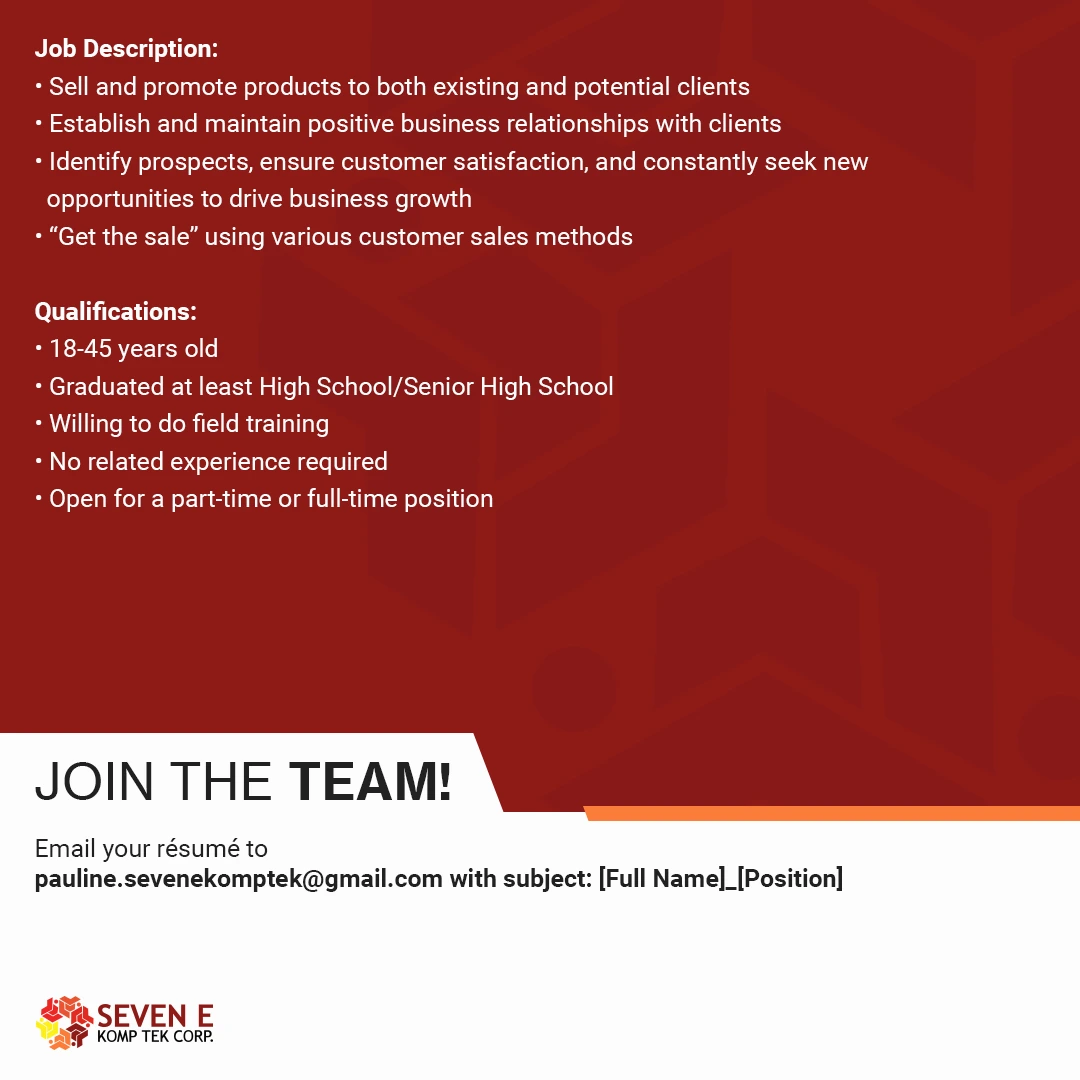 Job Description:
• Sell and promote products to both existing and potential clients
• Establish and maintain positive business relationships with clients
• Identify prospects, ensure customer satisfaction, and constantly seek new
opportunities to drive business growth
• “Get the sale” using various customer sales methods
Qualifications:
• 18-45 years old
• Graduated at least High School/Senior High School
• Willing to do field training
• No related experience required
• Open for a part-time or full-time position
JOIN THE TEAM!
Email your résumé to
pauline.sevenekomptek@gmail.com with subject: [Full Name]_[Position]
SEVEN E
KOMP TEK CORP.